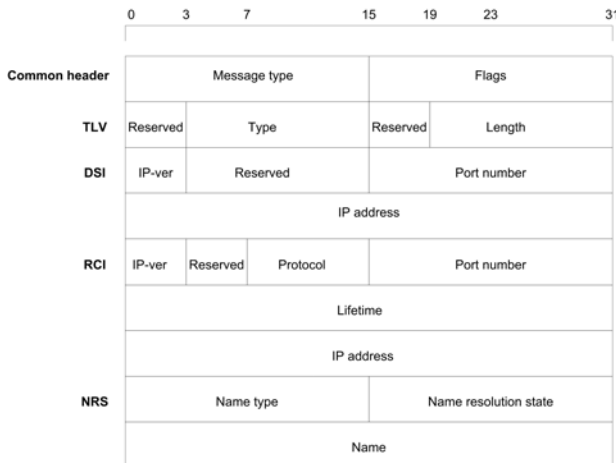 0 3 7 15 19 23 31
Common header Message type Flags
TLV Reserved Type Reserved Length
DSI IP-ver Reserved Port number
IP address
RCI IP-ver Reserved Protocol Port number
Lifetime
IP address
NRS Name type Name resolution state
Name